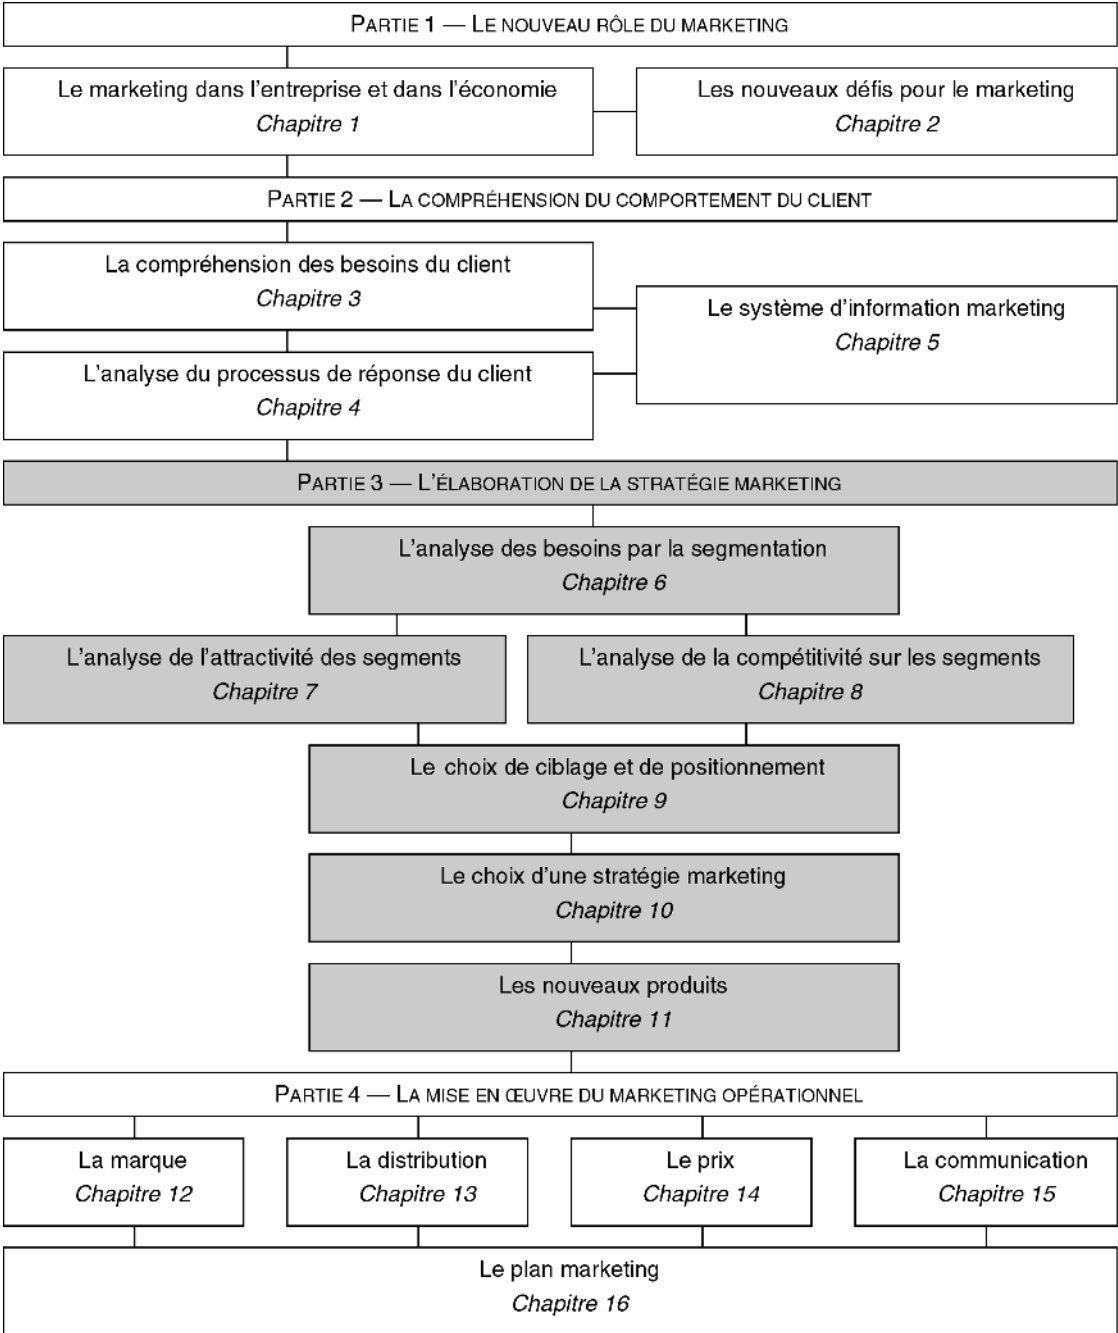 PARTIE 1 — LE NOUVEAU RÔLE DU MARKETING
Le marketing dans l'entreprise et dans l'économie
Chapitre 1
Les nouveaux défis pour le marketing
Chapitre 2
PARTIE 2 — LA COMPRÉHENSION DU COMPORTEMENT DU CLIENT
La compréhension des besoins du client
Chapitre 3
Le système d'information marketing
Chapitre 5
L'analyse du processus de réponse du client
Chapitre 4
PARTIE 3 — L'ÉLABORATION DE LA STRATÉGIE MARKETING
L'analyse des besoins par la segmentation
Chapitre 6
L'analyse de l'attractivité des segments
Chapitre 7
L'analyse de la compétitivité sur les segments
Chapitre 8
Le choix de ciblage et de positionnement
Chapitre 9
Le choix d'une stratégie marketing
Chapitre 10
Les nouveaux produits
Chapitre 11
PARTIE 4 — LA MISE EN ŒUVRE DU MARKETING OPÉRATIONNEL
La marque
Chapitre 12
La distribution
Chapitre 13
Le prix
Chapitre 14
La communication
Chapitre 15
Le plan marketing
Chapitre 16